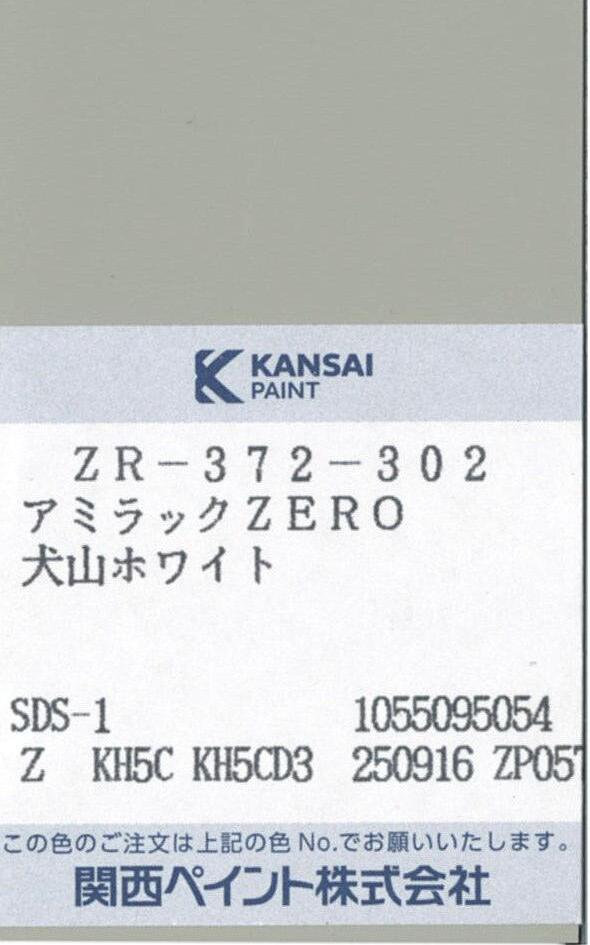 KANSAI
PAINT
ZR-372-302
アミラックZERO
犬山ホワイト
SDS-1 1055095054
Z KH5C KH5CD3 250916 ZP057
この色のご注文は上記の色No.でお願いいたします。
関西ペイント株式会社